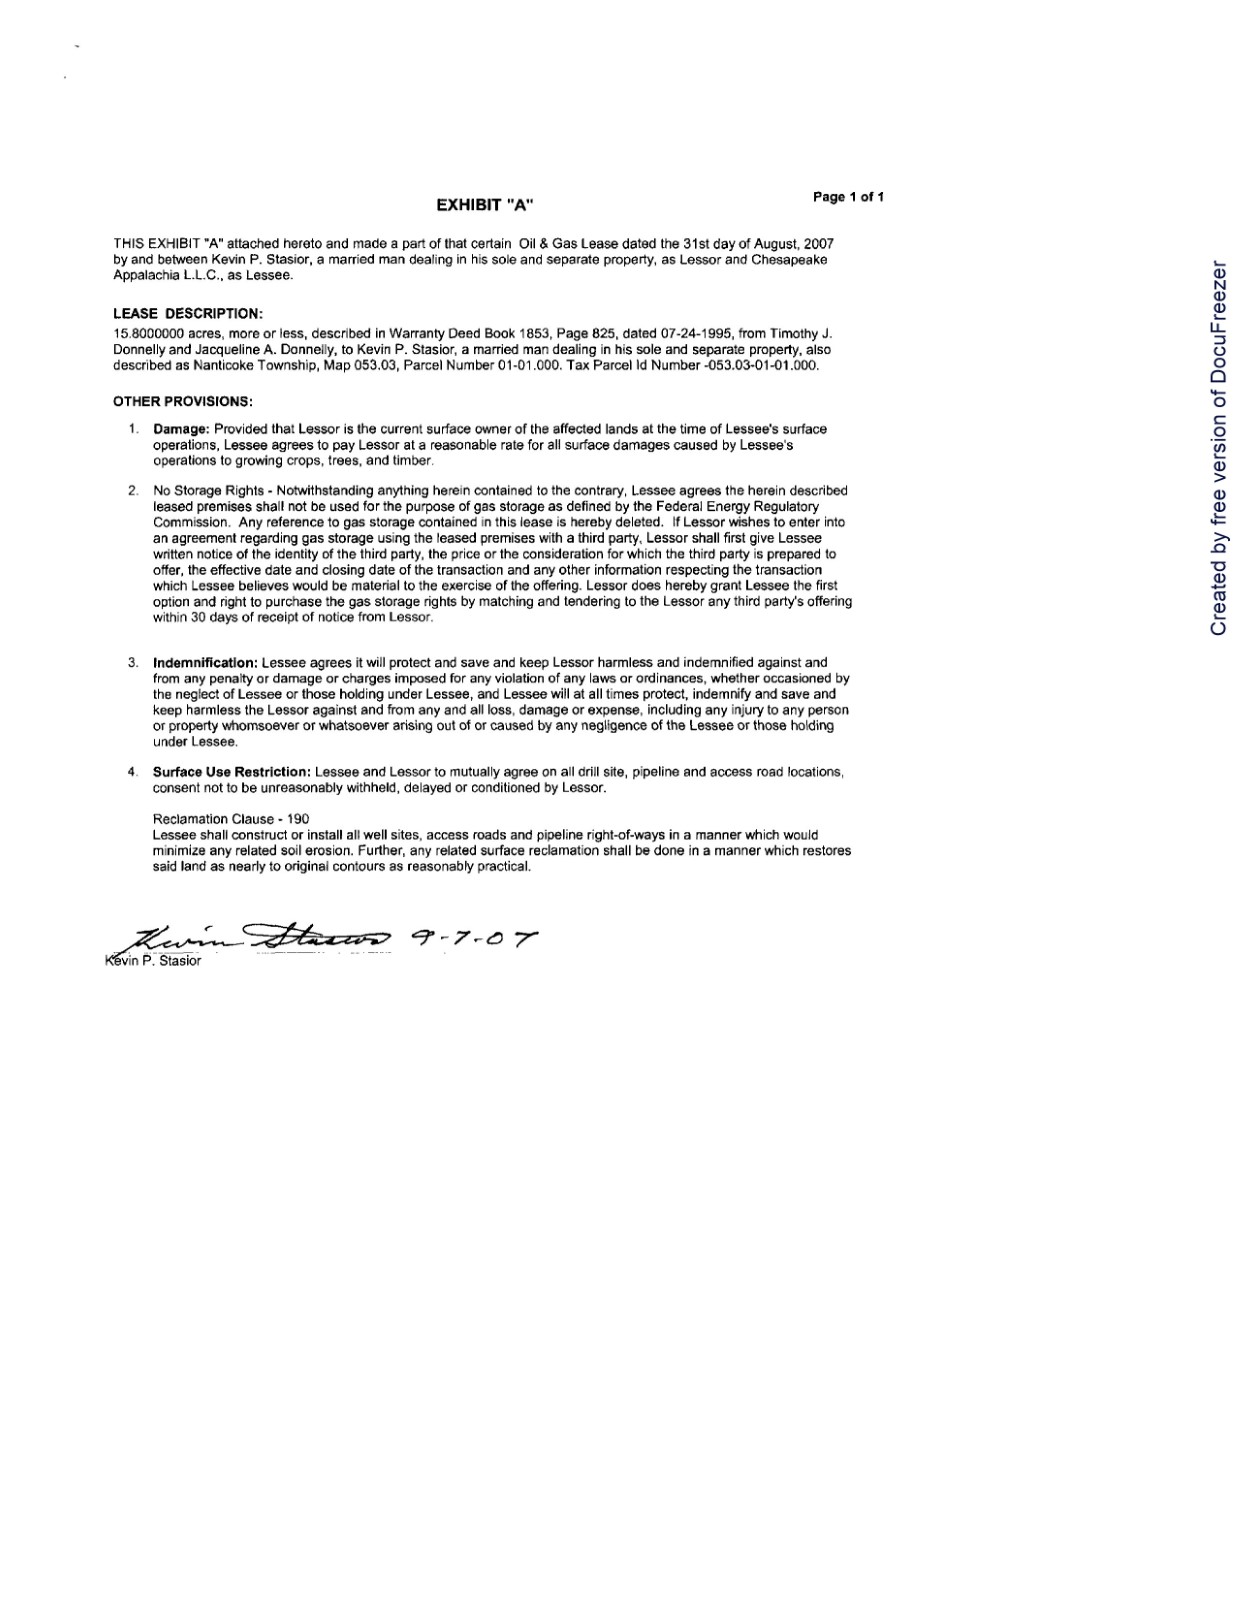 Page 1 of 1
EXHIBIT "A"
THIS EXHIBIT "A" attached hereto and made a part of that certain Oil & Gas Lease dated the 31st day of August, 2007
by and between Kevin P. Stasior, a married man dealing in his sole and separate property, as Lessor and Chesapeake
Appalachia L.L.C., as Lessee.
LEASE DESCRIPTION:
15.8000000 acres, more or less, described in Warranty Deed Book 1853, Page 825, dated 07-24-1995, from Timothy J.
Donnelly and Jacqueline A. Donnelly, to Kevin P. Stasior, a married man dealing in his sole and separate property, also
described as Nanticoke Township, Map 053.03, Parcel Number 01-01.000. Tax Parcel Id Number -053.03-01-01.000.
OTHER PROVISIONS:
1. Damage: Provided that Lessor is the current surface owner of the affected lands at the time of Lessee's surface
operations, Lessee agrees to pay Lessor at a reasonable rate for all surface damages caused by Lessee's
operations to growing crops, trees, and timber.
2. No Storage Rights - Notwithstanding anything herein contained to the contrary, Lessee agrees the herein described
leased premises shall not be used for the purpose of gas storage as defined by the Federal Energy Regulatory
Commission. Any reference to gas storage contained in this lease is hereby deleted. If Lessor wishes to enter into
an agreement regarding gas storage using the leased premises with a third party, Lessor shall first give Lessee
written notice of the identity of the third party, the price or the consideration for which the third party is prepared to
offer, the effective date and closing date of the transaction and any other information respecting the transaction
which Lessee believes would be material to the exercise of the offering. Lessor does hereby grant Lessee the first
option and right to purchase the gas storage rights by matching and tendering to the Lessor any third party's offering
within 30 days of receipt of notice from Lessor.
3. Indemnification: Lessee agrees it will protect and save and keep Lessor harmless and indemnified against and
from any penalty or damage or charges imposed for any violation of any laws or ordinances, whether occasioned by
the neglect of Lessee or those holding under Lessee, and Lessee will at all times protect, indemnify and save and
keep harmless the Lessor against and from any and all loss, damage or expense, including any injury to any person
or property whomsoever or whatsoever arising out of or caused by any negligence of the Lessee or those holding
under Lessee.
4. Surface Use Restriction: Lessee and Lessor to mutually agree on all drill site, pipeline and access road locations,
consent not to be unreasonably withheld, delayed or conditioned by Lessor.
Reclamation Clause - 190
Lessee shall construct or install all well sites, access roads and pipeline right-of-ways in a manner which would
minimize any related soil erosion. Further, any related surface reclamation shall be done in a manner which restores
said land as nearly to original contours as reasonably practical.
Kevin Stasior 9-7-07
Kevin P. Stasior
Created by free version of DocuFreezer